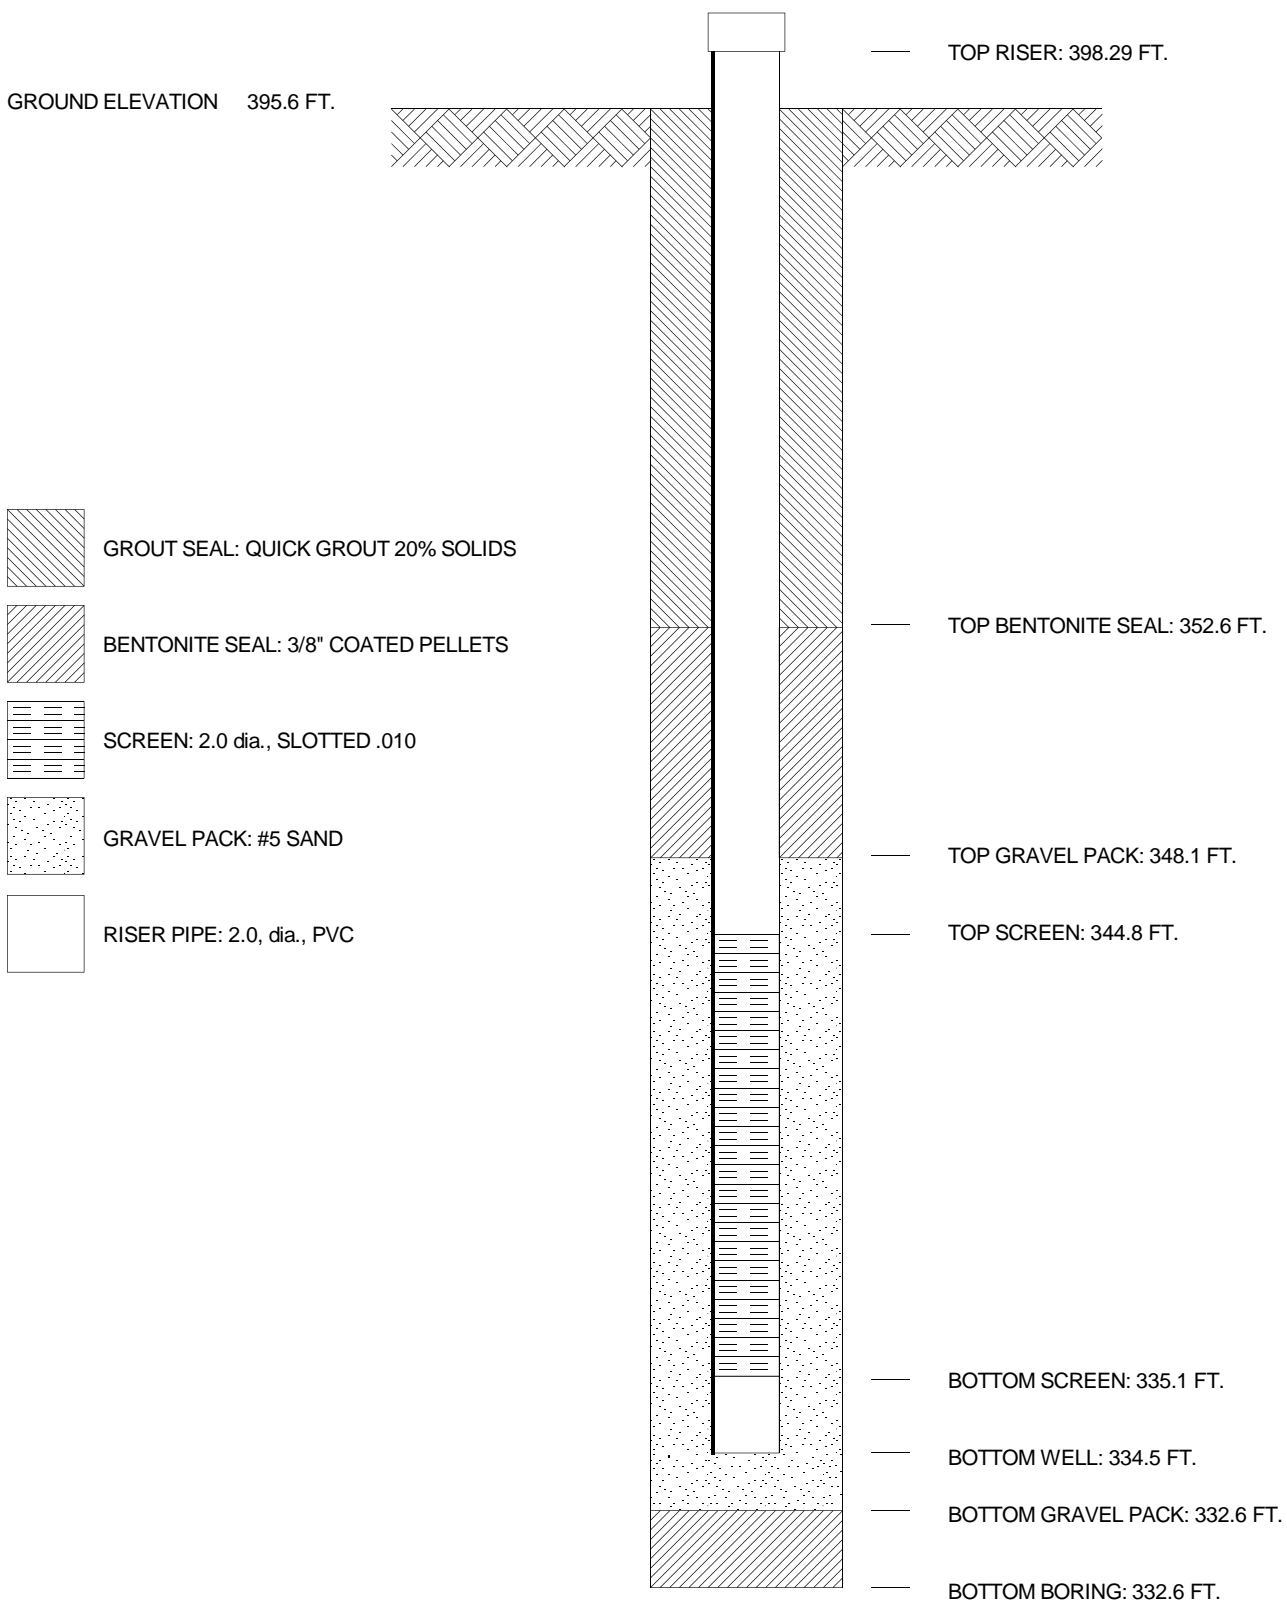 TOP RISER: 398.29 FT.
GROUND ELEVATION 395.6 FT.
GROUT SEAL: QUICK GROUT 20% SOLIDS
BENTONITE SEAL: 3/8" COATED PELLETS
SCREEN: 2.0 dia., SLOTTED .010
GRAVEL PACK: #5 SAND
RISER PIPE: 2.0, dia., PVC
TOP BENTONITE SEAL: 352.6 FT.
TOP GRAVEL PACK: 348.1 FT.
TOP SCREEN: 344.8 FT.
BOTTOM SCREEN: 335.1 FT.
BOTTOM WELL: 334.5 FT.
BOTTOM GRAVEL PACK: 332.6 FT.
BOTTOM BORING: 332.6 FT.